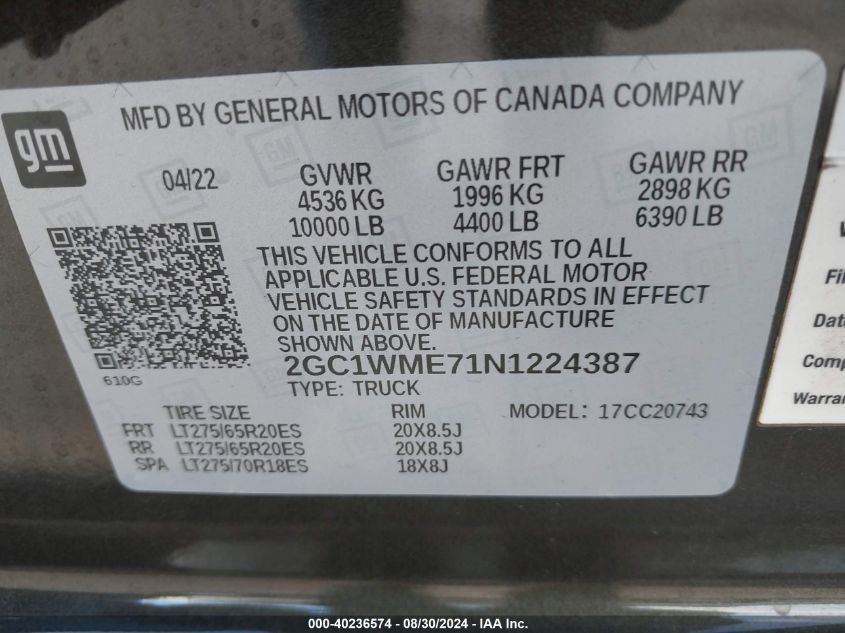 MFD BY GENERAL MOTORS OF CANADA COMPANY
gm
04/22 GVWR GAWR FRT GAWR RR
4536 KG 1996 KG 2898 KG
10000 LB 4400 LB 6390 LB
THIS VEHICLE CONFORMS TO ALL
APPLICABLE U.S. FEDERAL MOTOR
VEHICLE SAFETY STANDARDS IN EFFECT
ON THE DATE OF MANUFACTURE
SHOWN ABOVE.
610G
2GC1WME71N1224387
TYPE: TRUCK
TIRE SIZE RIM MODEL: 17CC20743
FRT LT275/65R20ES 20X8.5J
RR LT275/65R20ES 20X8.5J
SPA LT275/70R18ES 18X8J
Date
000-40236574 - 08/30/2024 - IAA Inc.